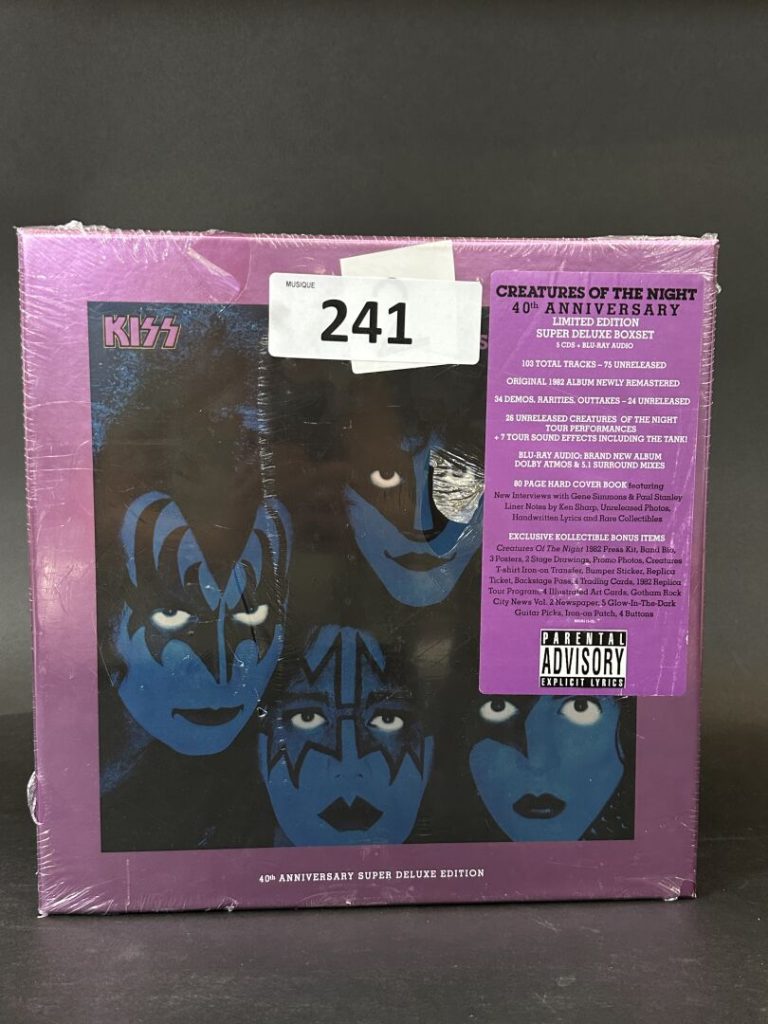 MUSIQUE
241
KISS
CREATURES OF THE NIGHT
40th ANNIVERSARY
LIMITED EDITION
SUPER DELUXE BOXSET
5 CDS + BLU-RAY AUDIO
103 TOTAL TRACKS – 75 UNRELEASED
ORIGINAL 1982 ALBUM NEWLY REMASTERED
34 DEMOS, RARITIES, OUTTAKES – 24 UNRELEASED
26 UNRELEASED CREATURES OF THE NIGHT
TOUR PERFORMANCES
+ 7 TOUR SOUND EFFECTS INCLUDING THE TANK!
BLU-RAY AUDIO: BRAND NEW ALBUM
DOLBY ATMOS & 5.1 SURROUND MIXES
80 PAGE HARD COVER BOOK featuring
New Interviews with Gene Simmons & Paul Stanley
Liner Notes by Ken Sharp, Unreleased Photos,
Handwritten Lyrics and Rare Collectibles
EXCLUSIVE KOLLECTIBLE BONUS ITEMS
Creatures Of The Night 1982 Press Kit, Band Bio,
3 Posters, 2 Stage Drawings, Promo Photos, Creatures
T-shirt Iron-on Transfer, Bumper Sticker, Replica
Ticket, Backstage Pass, 4 Trading Cards, 1982 Replica
Tour Program, 4 Illustrated Art Cards, Gotham Rock
City News Vol. 2 Newspaper, 5 Glow-In-The-Dark
Guitar Picks, Iron-on Patch, 4 Buttons
PARENTAL
ADVISORY
EXPLICIT LYRICS
40th ANNIVERSARY SUPER DELUXE EDITION